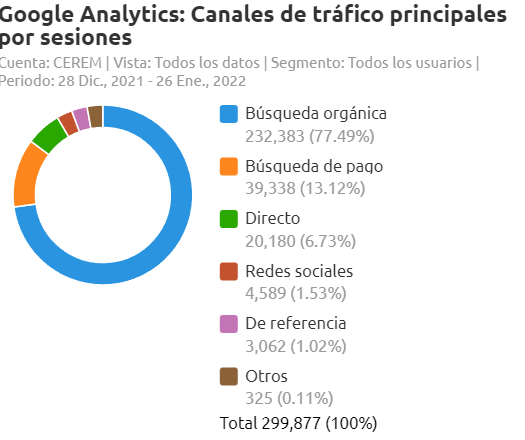 Google Analytics: Canales de tráfico principales
por sesiones
Cuenta: CEREM | Vista: Todos los datos | Segmento: Todos los usuarios |
Periodo: 28 Dic., 2021 - 26 Ene., 2022
Búsqueda orgánica
232,383 (77.49%)
Búsqueda de pago
39,338 (13.12%)
Directo
20,180 (6.73%)
Redes sociales
4,589 (1.53%)
De referencia
3,062 (1.02%)
Otros
325 (0.11%)
Total 299,877 (100%)